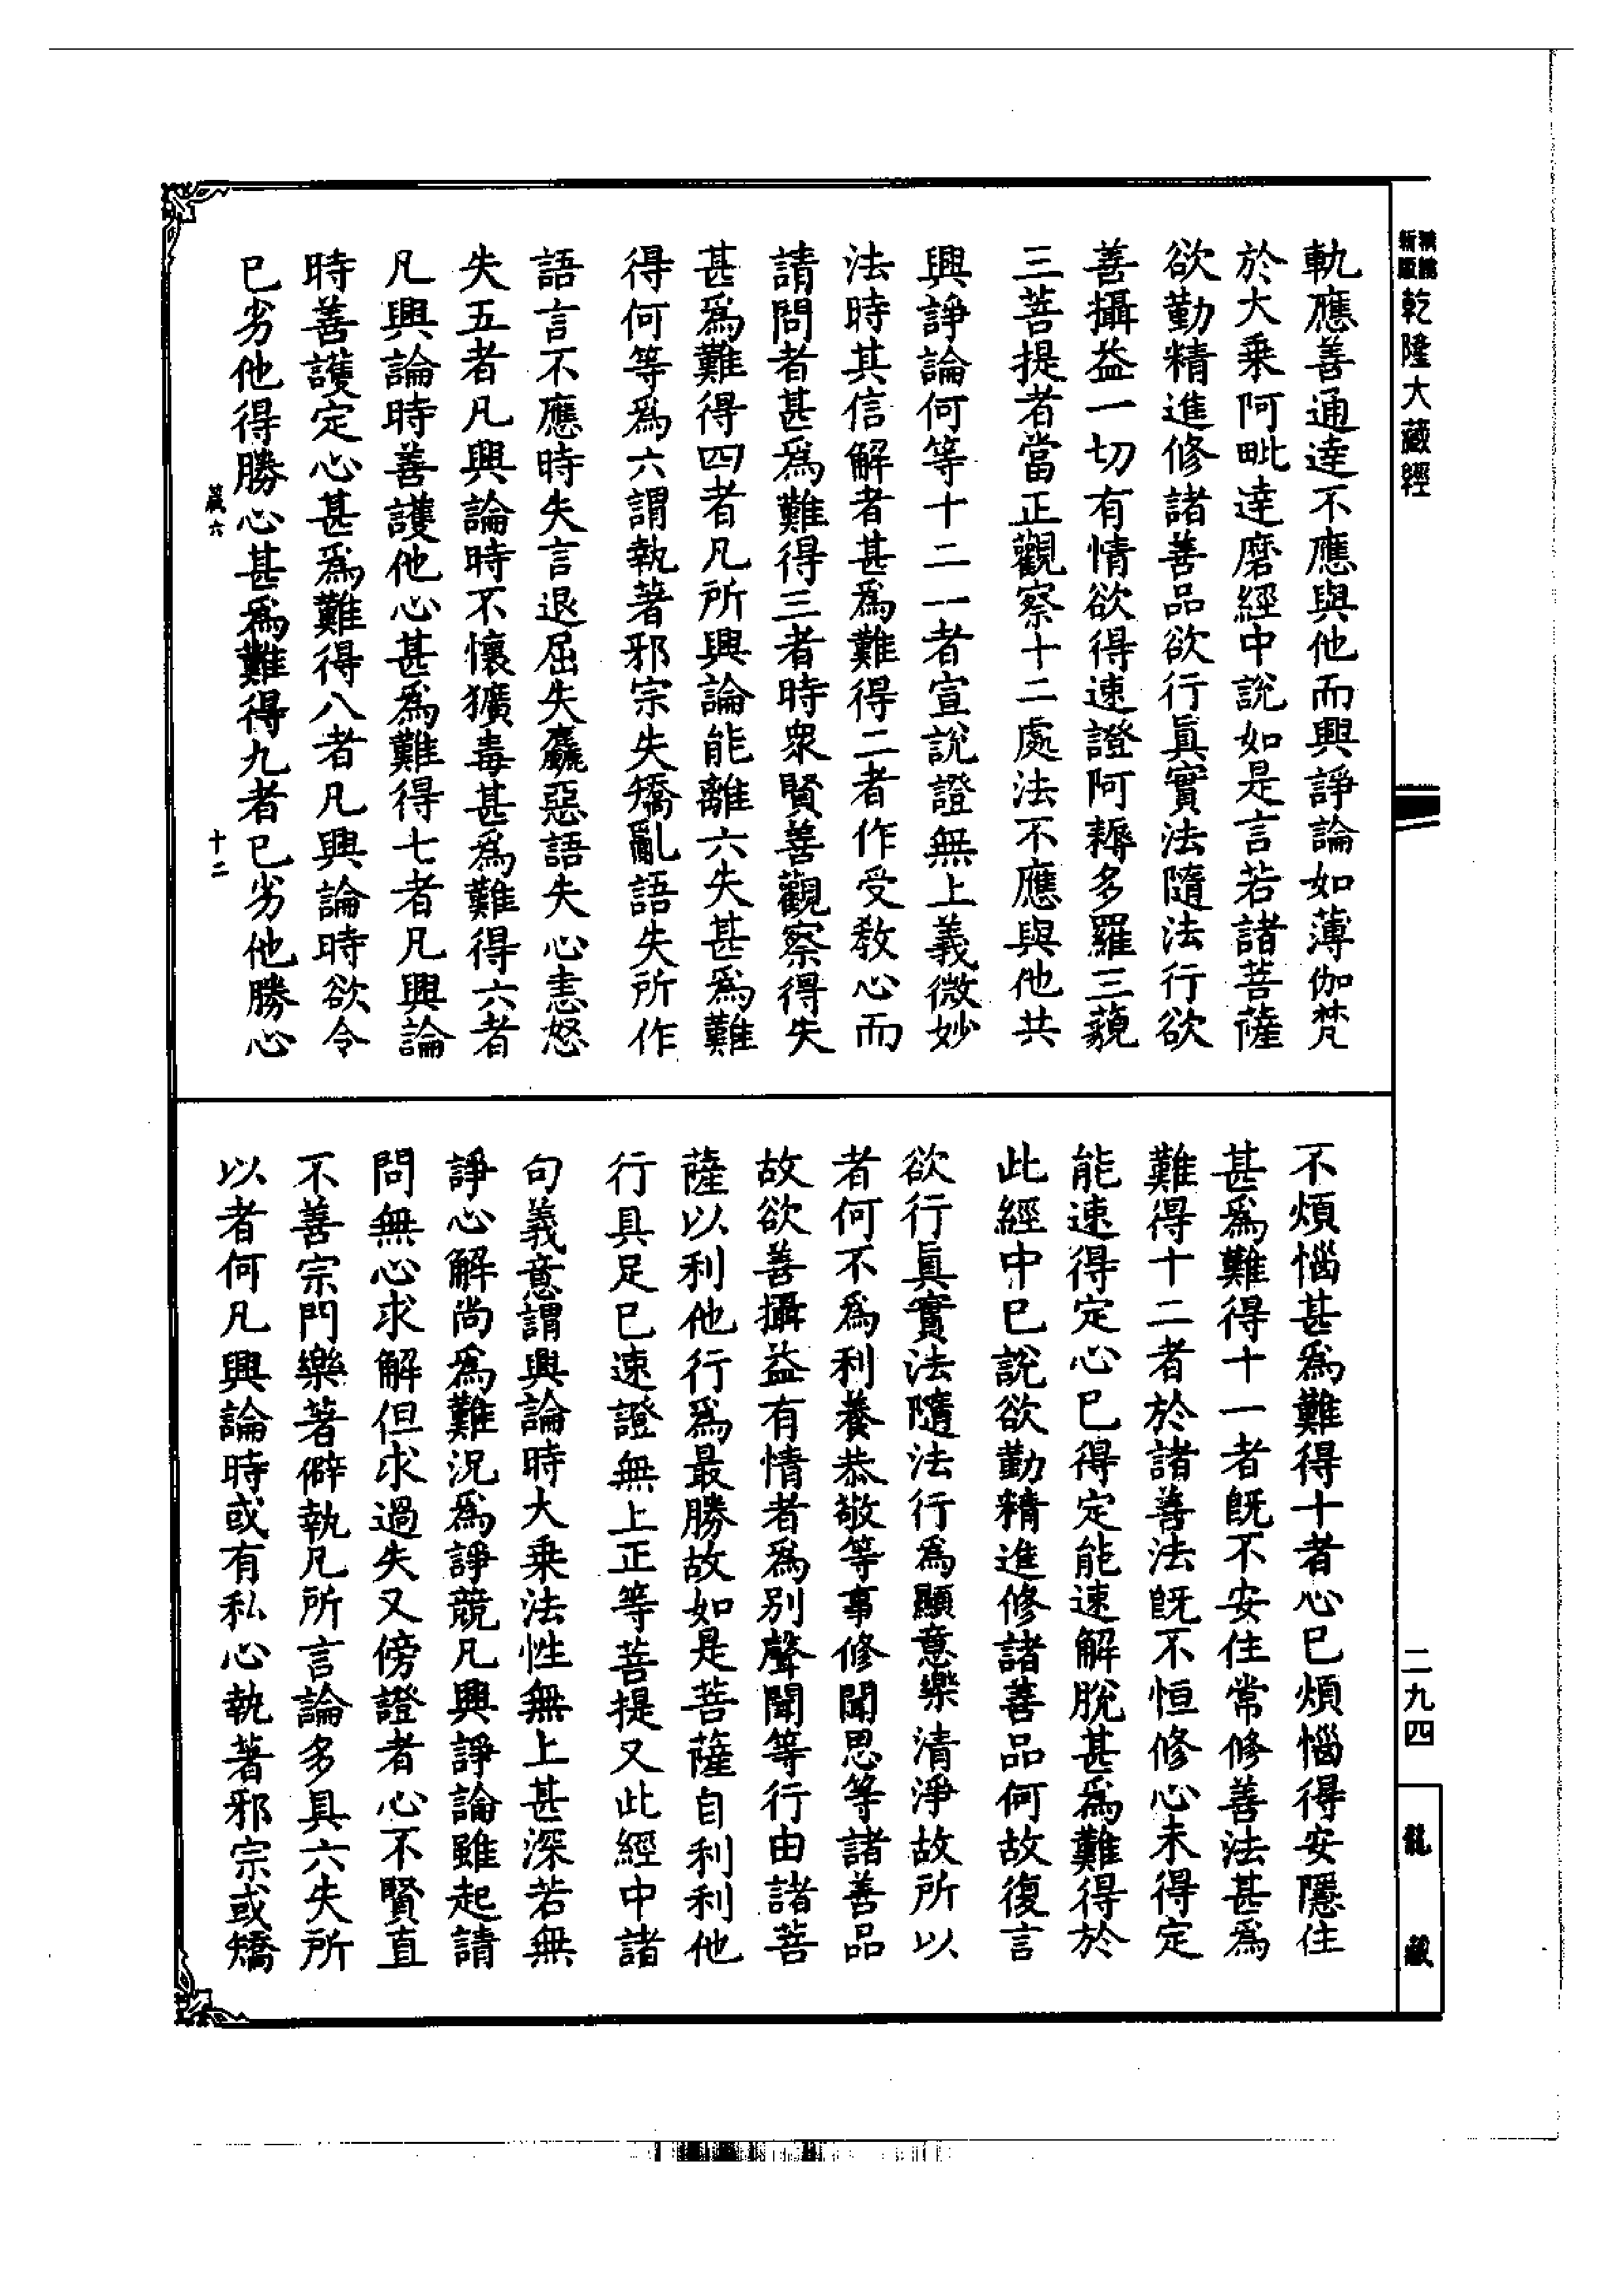 乾隆大藏經
軌應善通達不應與他而興諍論如薄伽梵
於大乘阿毗達磨經中說如是言若諸菩薩
欲勤精進修諸善品欲行眞實法隨法行欲
善攝益一切有情欲得速證阿耨多羅三藐
三菩提者當正觀察十二處法不應與他共
興諍論何等十二一者宣說證無上義微妙
法時其信解者甚爲難得二者作受教心而
請問者甚爲難得三者時衆賢善觀察得失
甚爲難得四者凡所興論能離六失甚爲難
得何等爲六謂執著邪宗失矯亂語失所作
語言不應時失言退屈失麤惡語失心恚怒
失五者凡興論時不懷獷毒甚爲難得六者
凡興論時善護他心甚爲難得七者凡興論
時善護定心甚爲難得八者凡興論時欲令
已劣他得勝心甚爲難得九者已劣他勝心
十二
不煩惱甚爲難得十者心已煩惱得安隱住
甚爲難得十一者旣不安住常修善法甚爲
難得十二者於諸善法旣不恒修心未得定
能速得定心已得定能速解脫甚爲難得於
此經中已說欲勤精進修諸善品何故復言
欲行眞實法隨法行爲顯意樂清淨故所以
者何不爲利養恭敬等事修聞思等諸善品
故欲善攝益有情者爲別聲聞等行由諸菩
薩以利他行爲最勝故如是菩薩自利利他
行具足已速證無上正等菩提又此經中諸
句義意謂興論時大乘法性無上甚深若無
諍心解尚爲難況爲諍競凡興諍論雖起請
問無心求解但求過失又傍證者心不賢直
不善宗門樂著僻執凡所言論多具六失所
以者何凡興論時或有私心執著邪宗或矯
二九四
龍藏